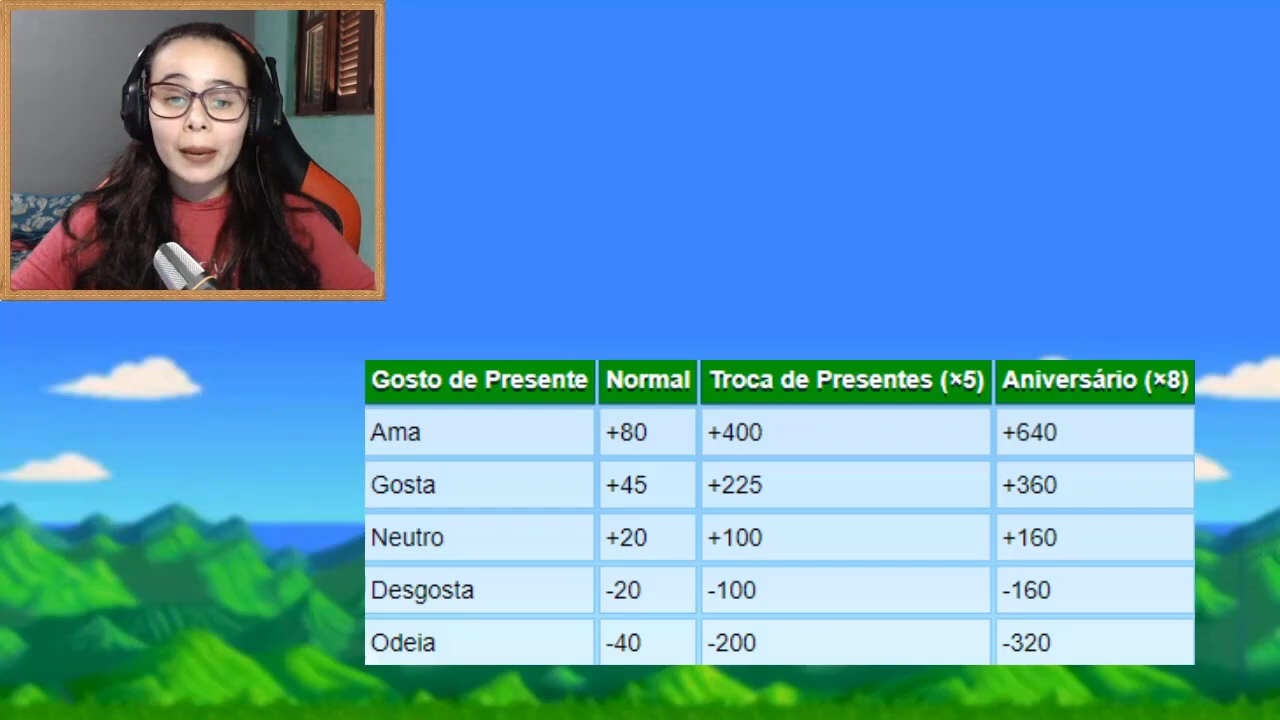 Gosto de Presente Normal Troca de Presentes (×5) Aniversário (×8)
Ama +80 +400 +640
Gosta +45 +225 +360
Neutro +20 +100 +160
Desgosta -20 -100 -160
Odeia -40 -200 -320